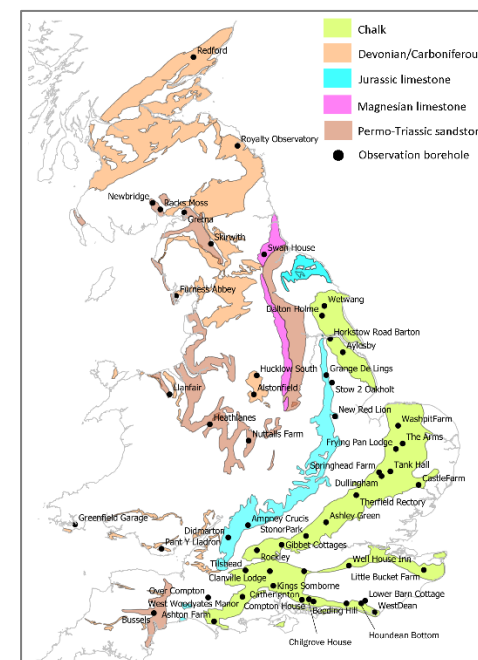 Chalk
Devonian/Carboniferou
Jurassic limestone
Magnesian limestone
Permo-Triassic sandstor
Observation borehole
Redford
Royalty Observatory
Newbridge
Racks Moss
Gretna
Skirwith
Swan House
Furness Abbey
Wetwang
Dalton Holme
Horkstow Road Barton
Aylesby
Hucklow South
Grange De Lings
Llanfair
Alstonfield
Stow 2 Oakholt
Heathlanes
New Red Lion
WashpitFarm
Nuttalls Farm
Frying Pan Lodge
The Arms
Springhead Farm
Tank Hall
Dullingham
CastleFarm
Therfield Rectory
Greenfield Garage
Ampney Crucis
Ashley Green
Didmarton
StonorPark
Pant Y Lladron
Gibbet Cottages
Rockley
Tilshead
Well House Inn
Clanville Lodge
Little Bucket Farm
Kings Somborne
Over Compton
Catherington
Lower Barn Cottage
West Woodyates Manor
Compton House
Beeding Hill
WestDean
Bussels
Ashton Farm
Chilgrove House
Houndean Bottom